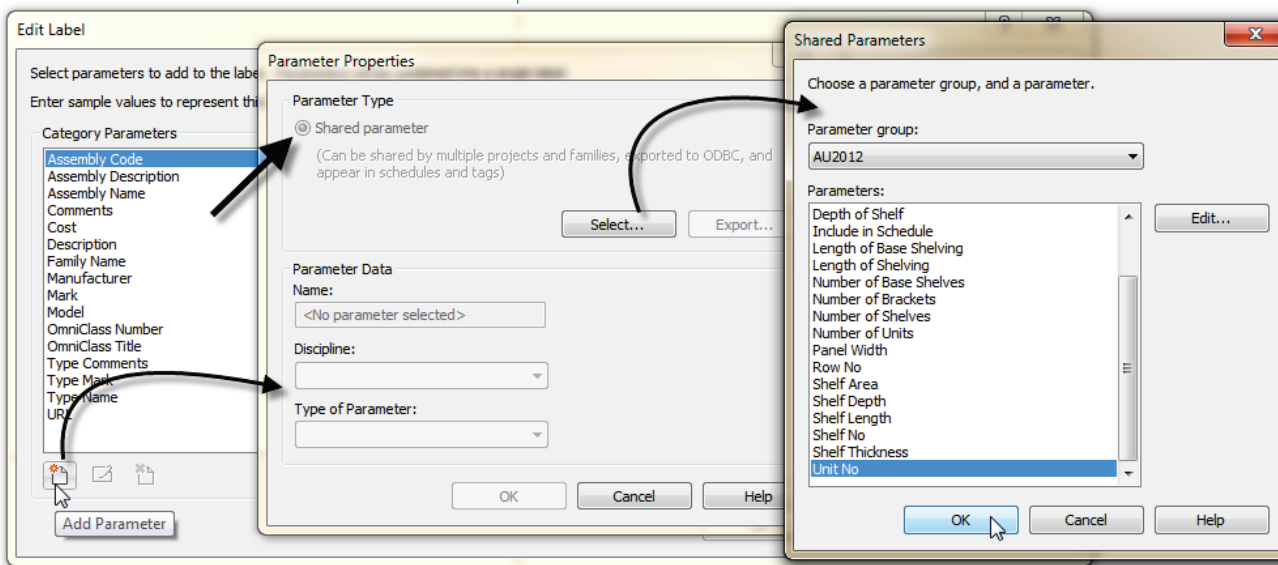 Edit Label
Select parameters to add to the labe
Enter sample values to represent thi
Category Parameters
Assembly Code
Assembly Description
Assembly Name
Comments
Cost
Description
Family Name
Manufacturer
Mark
Model
OmniClass Number
OmniClass Title
Type Comments
Type Mark
Type Name
URL
Add Parameter
Parameter Properties
Parameter Type
Shared parameter
(Can be shared by multiple projects and families, exported to ODBC, and
appear in schedules and tags)
Select...
Export...
Parameter Data
Name:
<No parameter selected>
Discipline:
Type of Parameter:
OK
Cancel
Help
Shared Parameters
Choose a parameter group, and a parameter.
Parameter group:
AU2012
Parameters:
Depth of Shelf
Include in Schedule
Length of Base Shelving
Length of Shelving
Number of Base Shelves
Number of Brackets
Number of Shelves
Number of Units
Panel Width
Row No
Shelf Area
Shelf Depth
Shelf Length
Shelf No
Shelf Thickness
Unit No
Edit...
OK
Cancel
Help